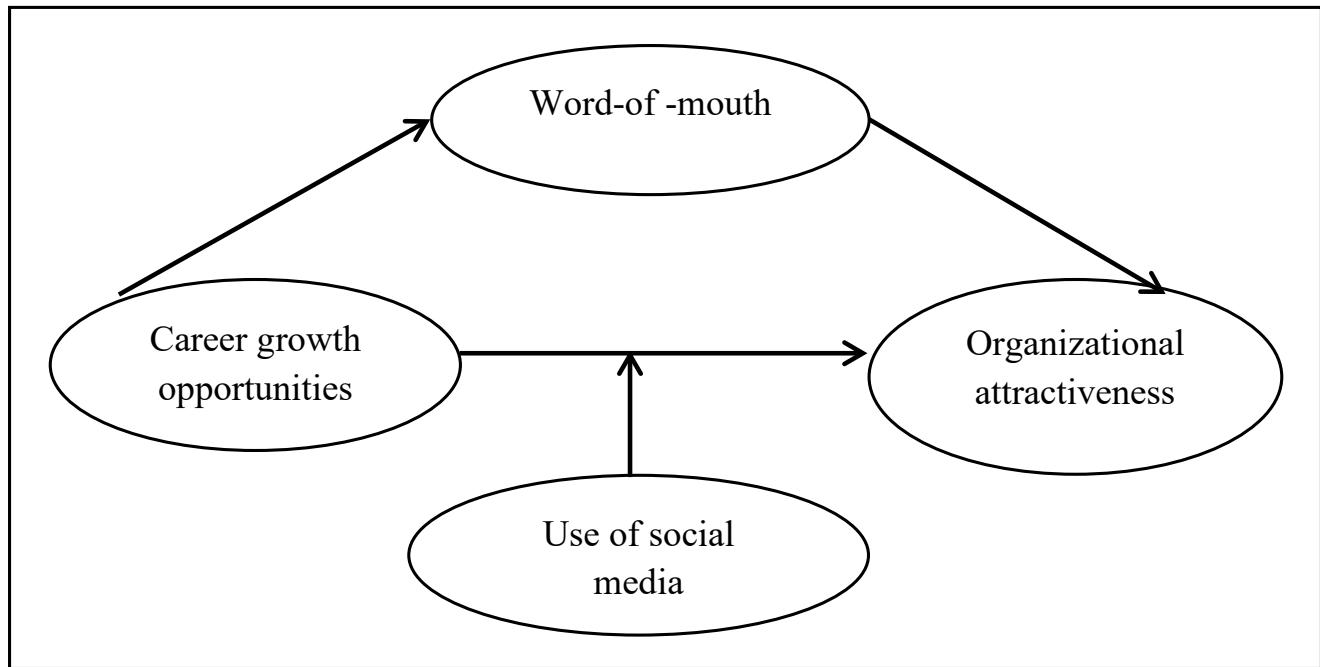 Word-of -mouth
Career growth
opportunities
Organizational
attractiveness
Use of social
media